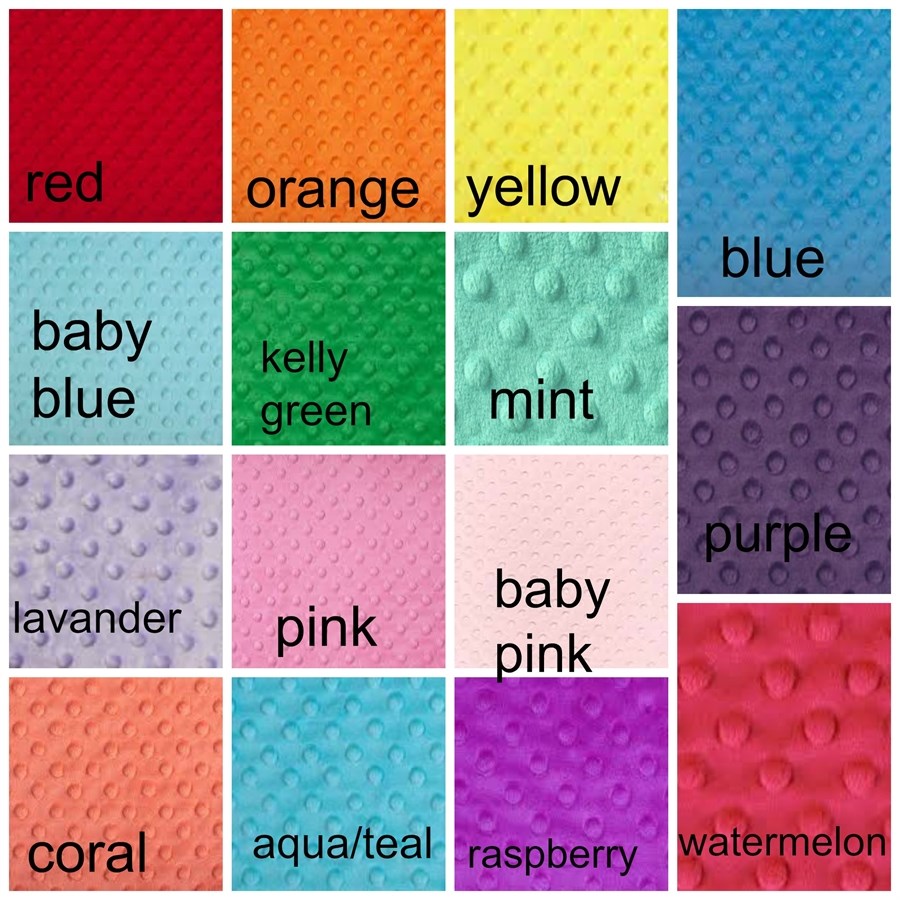 red
orange
yellow
blue
baby
blue
kelly
green
mint
purple
lavander
pink
baby
pink
coral
aqua/teal
raspberry
watermelon